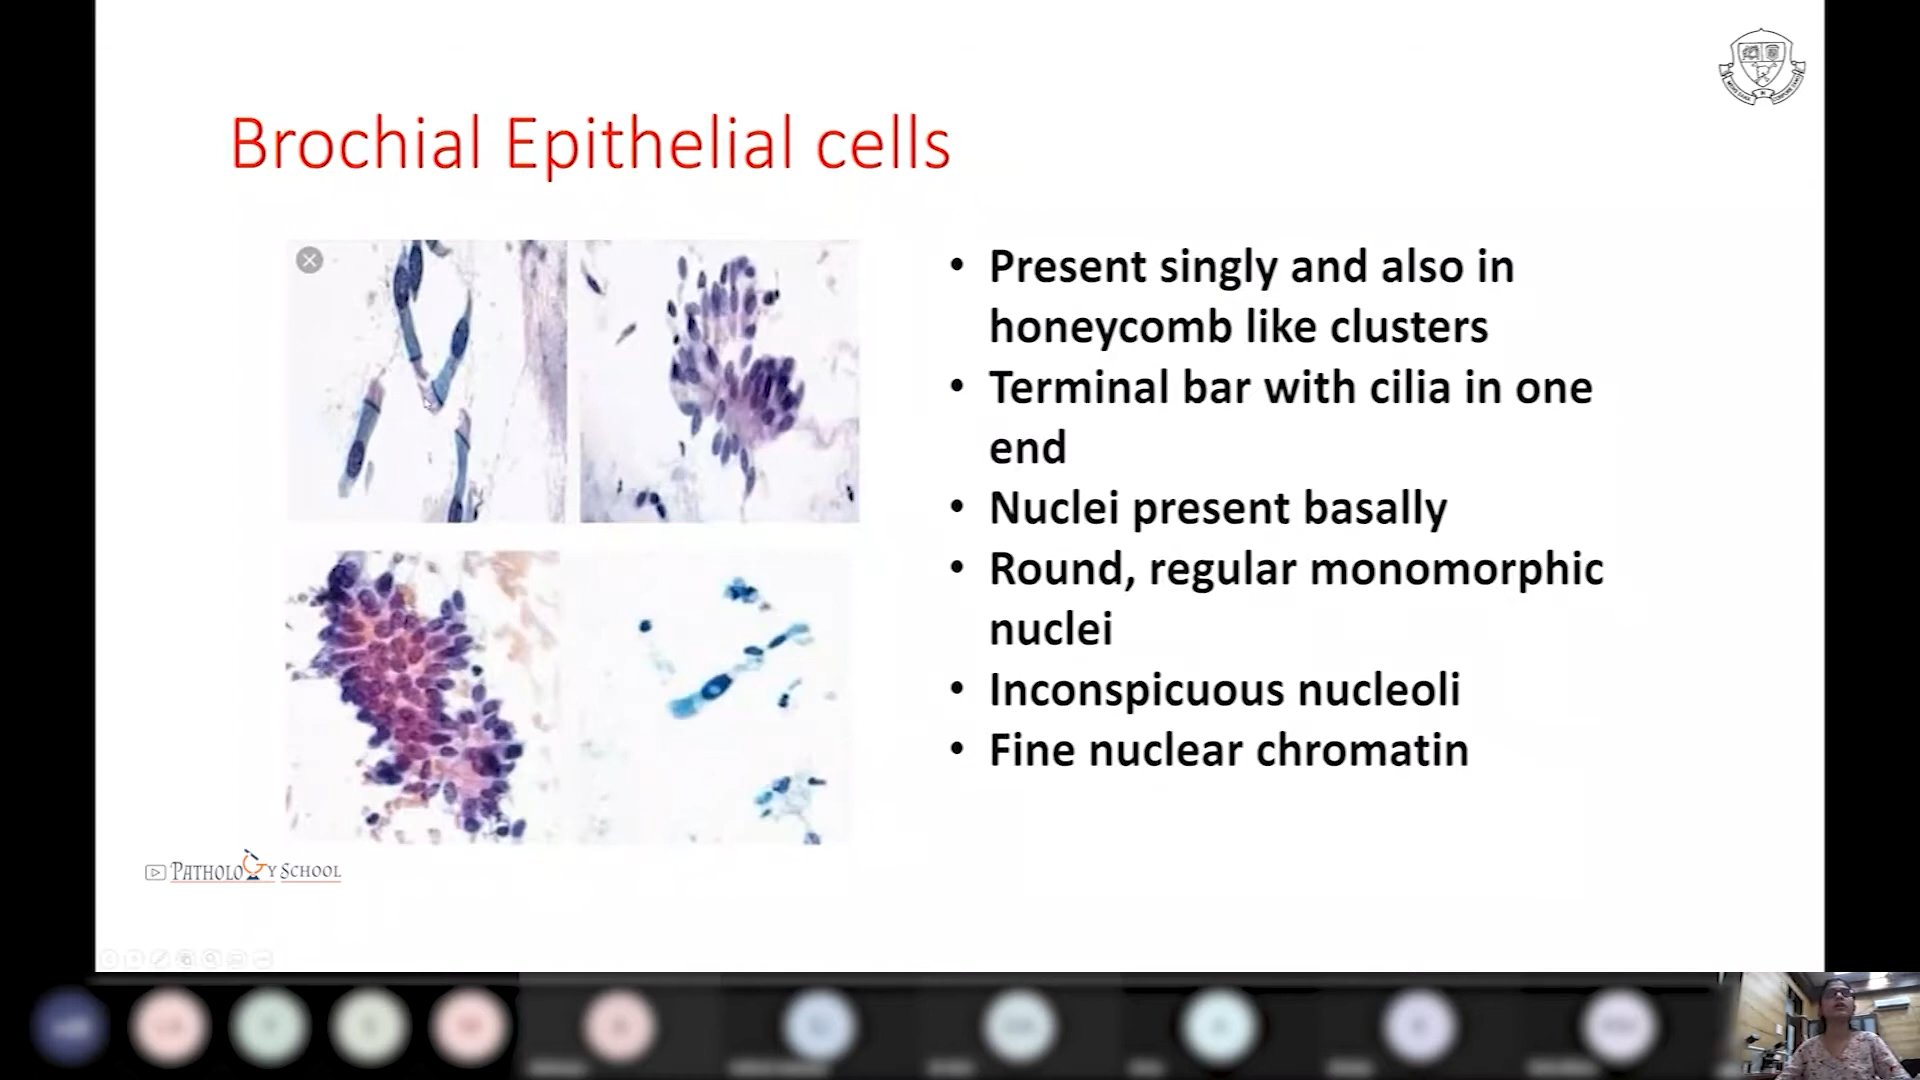 Brochial Epithelial cells
• Present singly and also in
honeycomb like clusters
• Terminal bar with cilia in one
end
• Nuclei present basally
• Round, regular monomorphic
nuclei
• Inconspicuous nucleoli
• Fine nuclear chromatin
PATHOLOGY SCHOOL